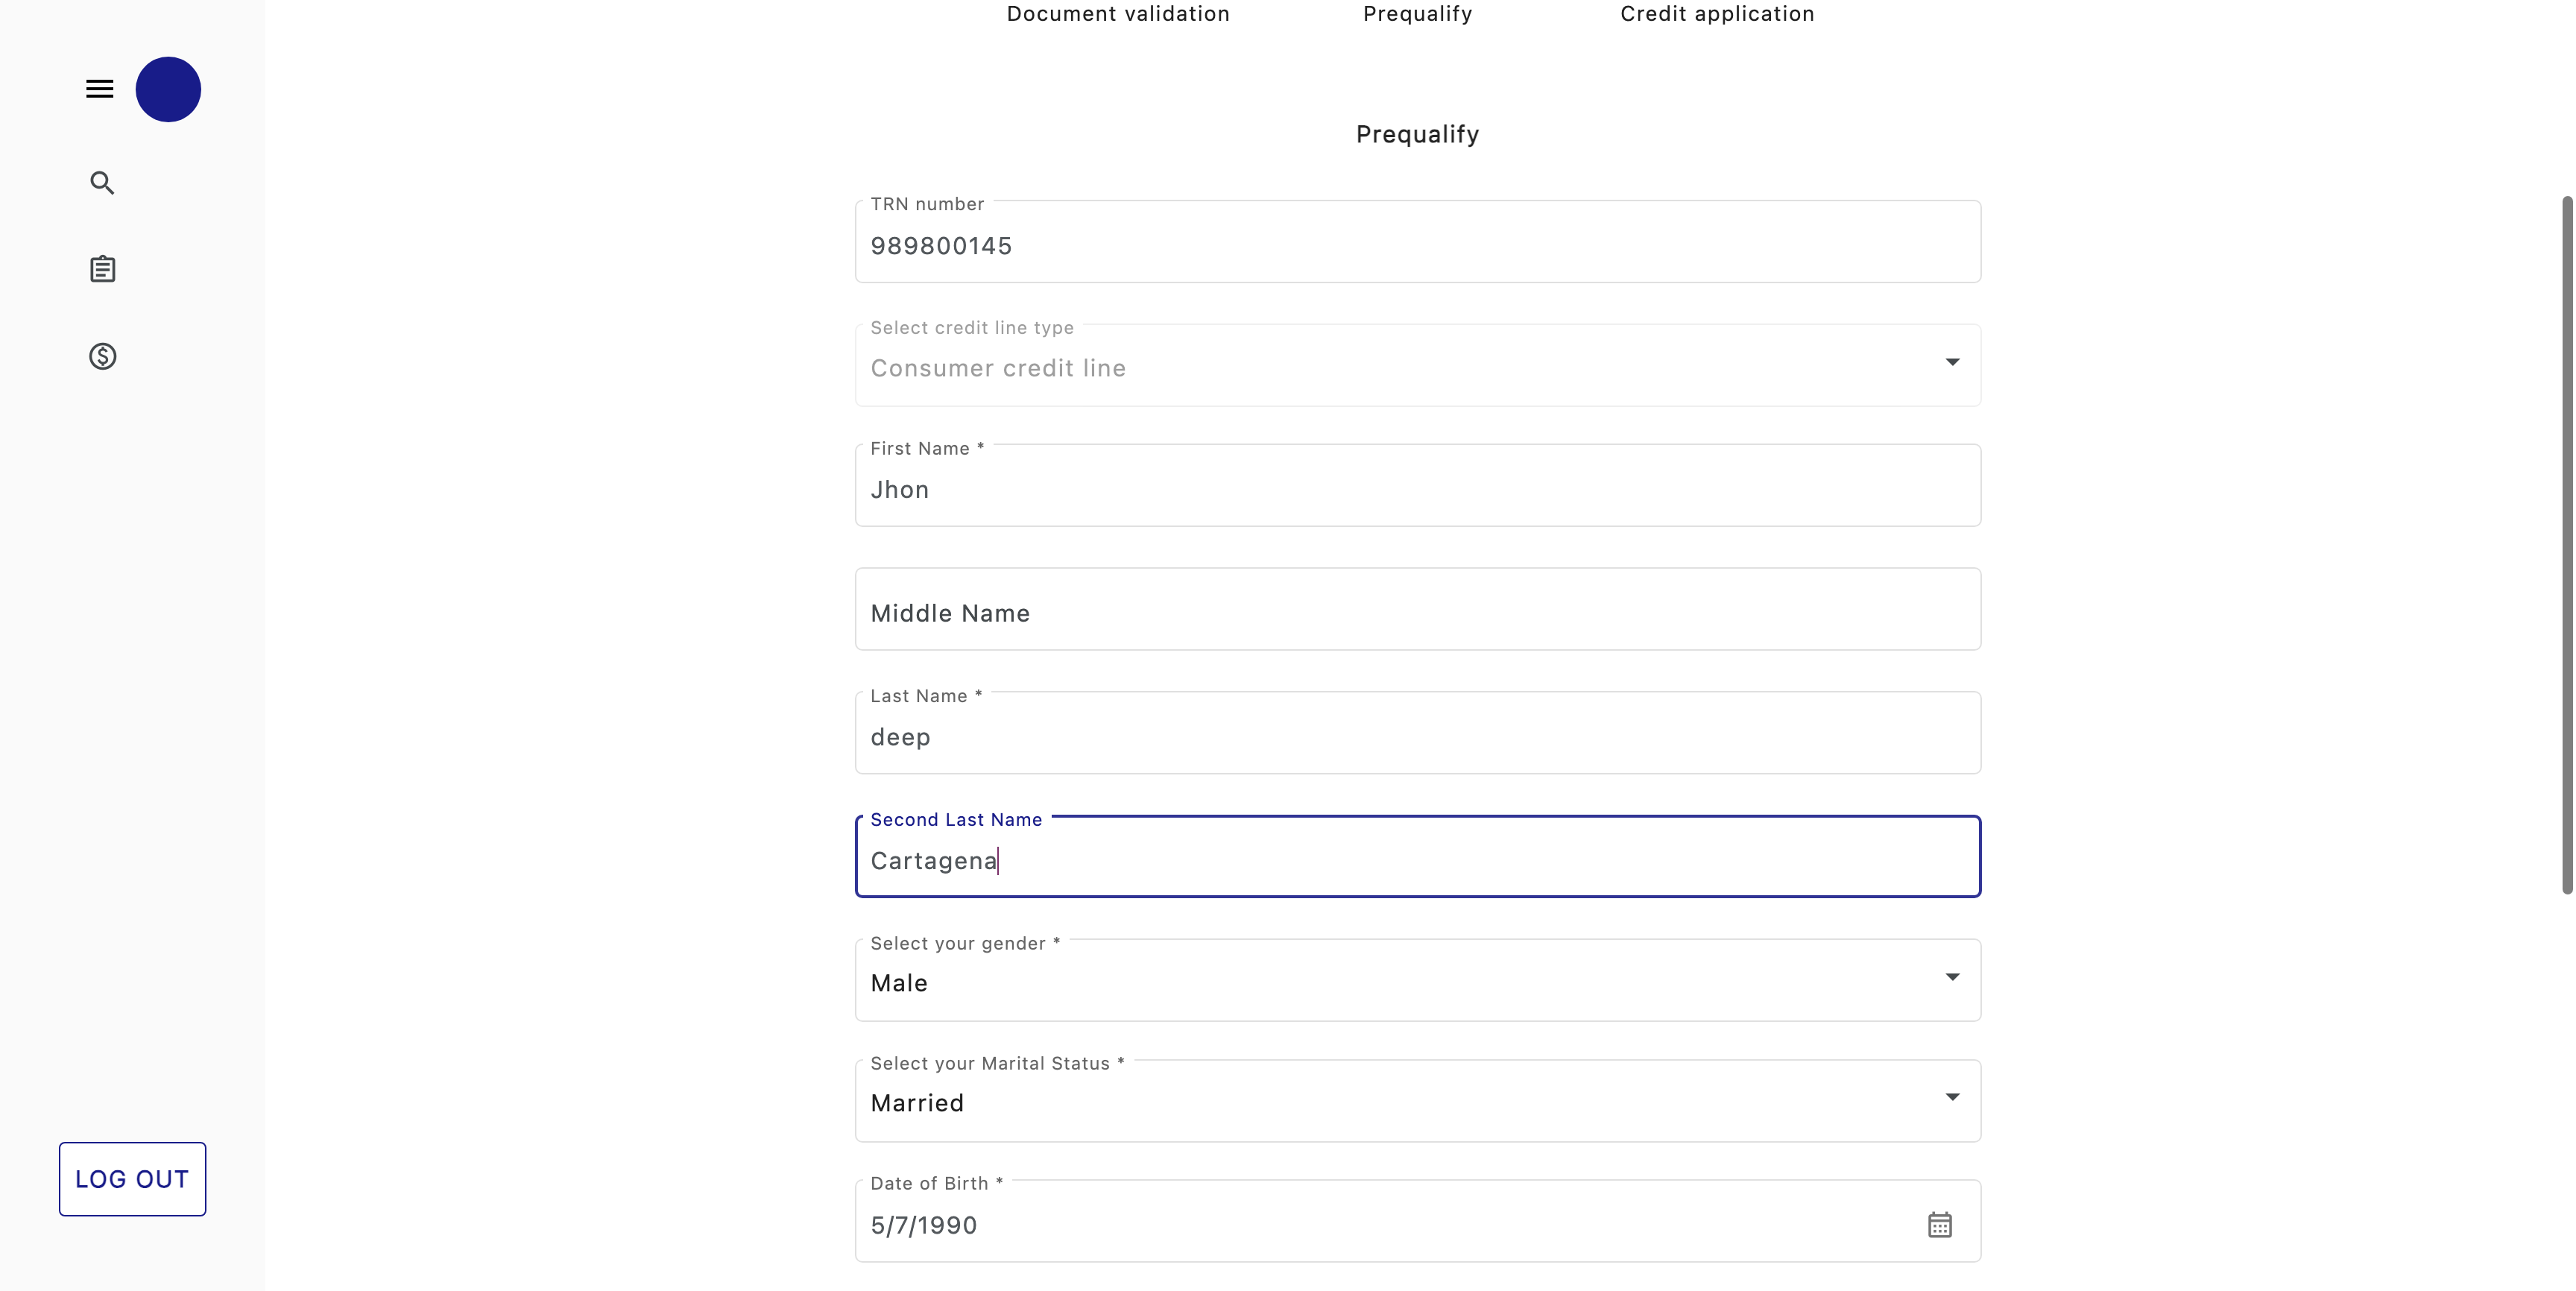 Document validation
Prequalify
Credit application
Prequalify
TRN number
989800145
Select credit line type
Consumer credit line
First Name *
Jhon
Middle Name
Last Name *
deep
Second Last Name
Cartagena
Select your gender *
Male
Select your Marital Status *
Married
Date of Birth *
5/7/1990
LOG OUT